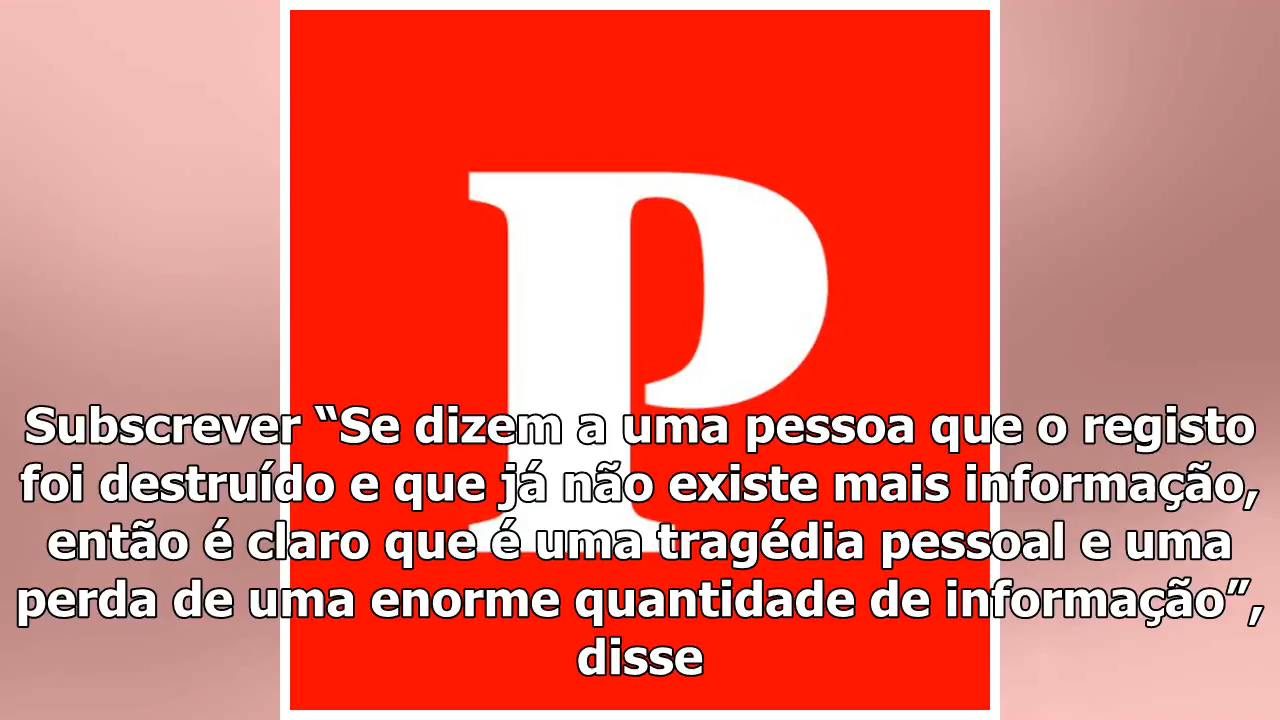 P
Subscrever “Se dizem a uma pessoa que o registo
foi destruído e que já não existe mais informação,
então é claro que é uma tragédia pessoal e uma
perda de uma enorme quantidade de informação”,
disse